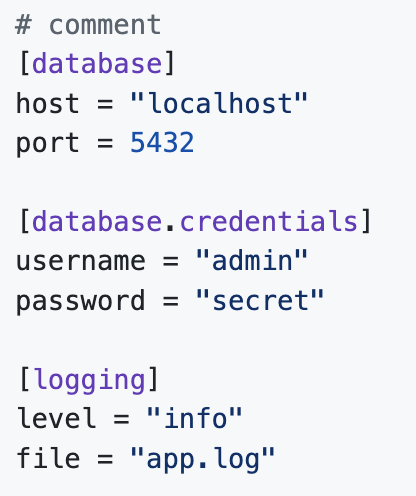 # comment
[database]
host = "localhost"
port = 5432

[database.credentials]
username = "admin"
password = "secret"

[logging]
level = "info"
file = "app.log"